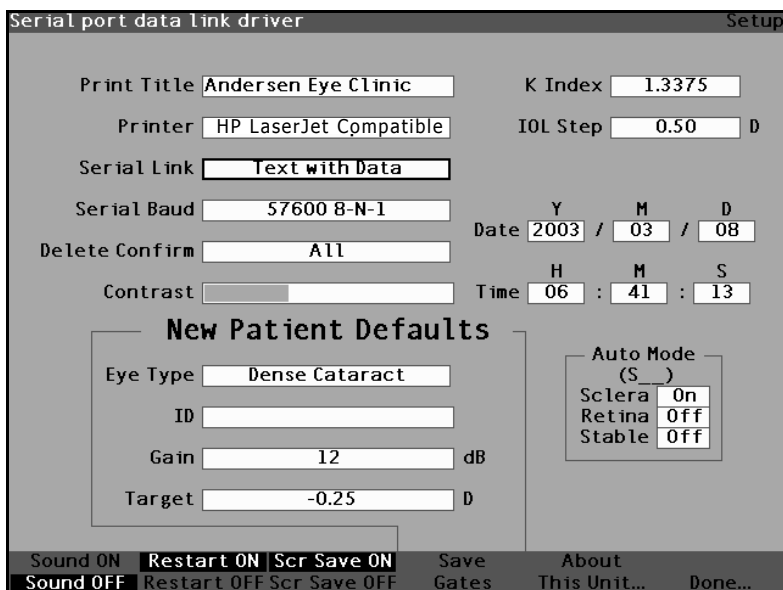 Serial port data link driver Setup
Print Title Andersen Eye Clinic K Index 1.3375
Printer HP LaserJet Compatible IOL Step 0.50 D
Serial Link Text with Data
Serial Baud 57600 8-N-1 Y M D
Date 2003 / 03 / 08
Delete Confirm All
H M S
Contrast Time 06 : 41 : 13
New Patient Defaults
Auto Mode
(S__)
Eye Type Dense Cataract
Sclera On
ID Retina Off
Stable Off
Gain 12 dB
Target -0.25 D
Sound ON Restart ON Scr Save ON Save About
Sound OFF Restart OFF Scr Save OFF Gates This Unit... Done...